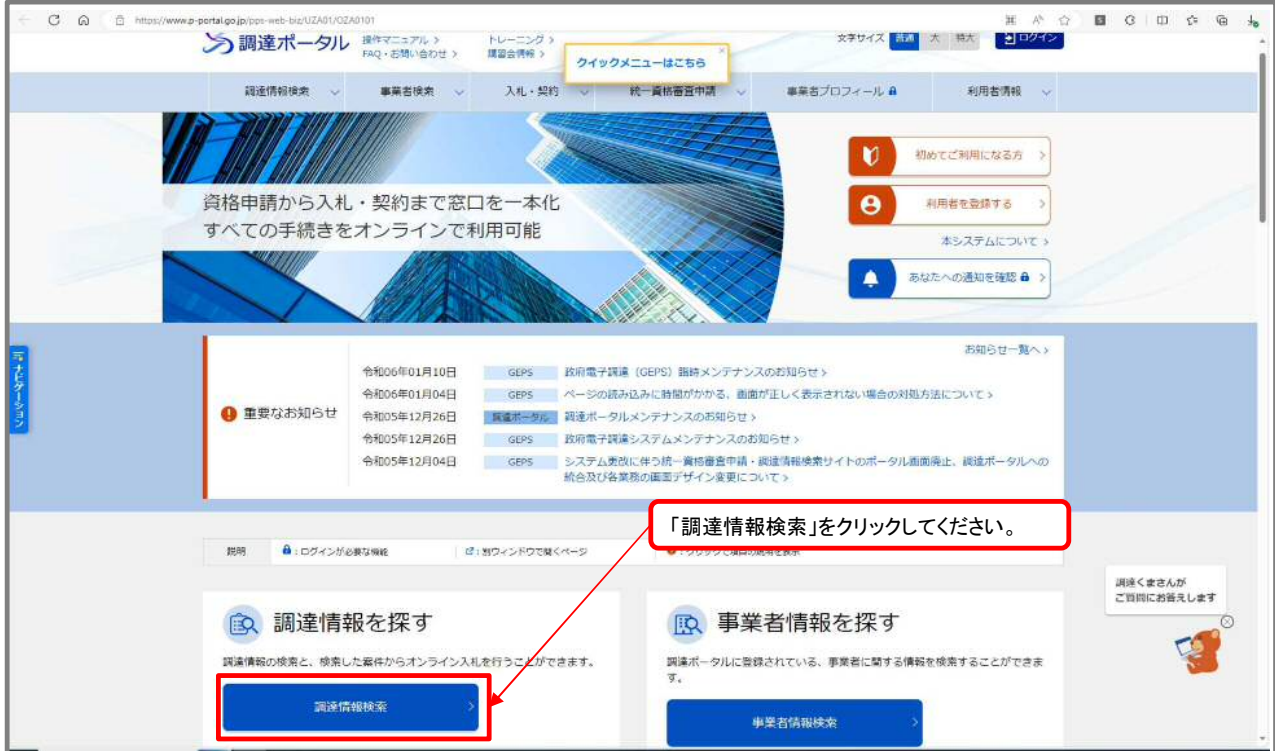 https://www.p-portal.go.jp/pps-web-biz/UZA01/OZA0101
調達ポータル
操作マニュアル >
FAQ・お問い合わせ >
トレーニング >
講習会情報 >
クイックメニューはこちら
×
文字サイズ 普通 大 特大
ログイン
調達情報検索
事業者検索
入札・契約
統一資格審査申請
事業者プロフィール
利用者情報
資格申請から入札・契約まで窓口を一本化
すべての手続きをオンラインで利用可能
初めてご利用になる方 >
利用者を登録する >
本システムについて >
あなたへの通知を確認 >
ナビゲーション
お知らせ一覧へ >
重要なお知らせ
令和06年01月10日 GEPS 政府電子調達(GEPS)臨時メンテナンスのお知らせ >
令和06年01月04日 GEPS ページの読み込みに時間がかかる、画面が正しく表示されない場合の対処方法について >
令和05年12月26日 調達ポータル 調達ポータルメンテナンスのお知らせ >
令和05年12月26日 GEPS 政府電子調達システムメンテナンスのお知らせ >
令和05年12月04日 GEPS システム更改に伴う統一資格審査申請・調達情報検索サイトのポータル画面廃止、調達ポータルへの
統合及び各業務の画面デザイン変更について >
「調達情報検索」をクリックしてください。
説明
:ログインが必要な機能
:別ウィンドウで開くページ
調達くまさんが
ご質問にお答えします
調達情報を探す
調達情報の検索と、検索した案件からオンライン入札を行うことができます。
調達情報検索 >
事業者情報を探す
調達ポータルに登録されている、事業者に関する情報を検索することができま
す。
事業者情報検索 >